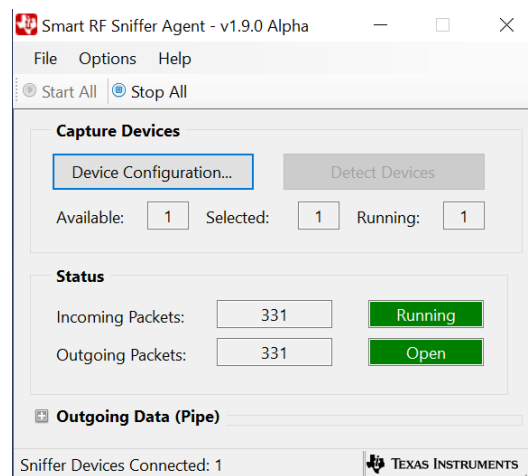 Smart RF Sniffer Agent - v1.9.0 Alpha
File Options Help
Start All Stop All
Capture Devices
Device Configuration... Detect Devices
Available: 1 Selected: 1 Running: 1
Status
Incoming Packets: 331 Running
Outgoing Packets: 331 Open
Outgoing Data (Pipe)
Sniffer Devices Connected: 1 TEXAS INSTRUMENTS